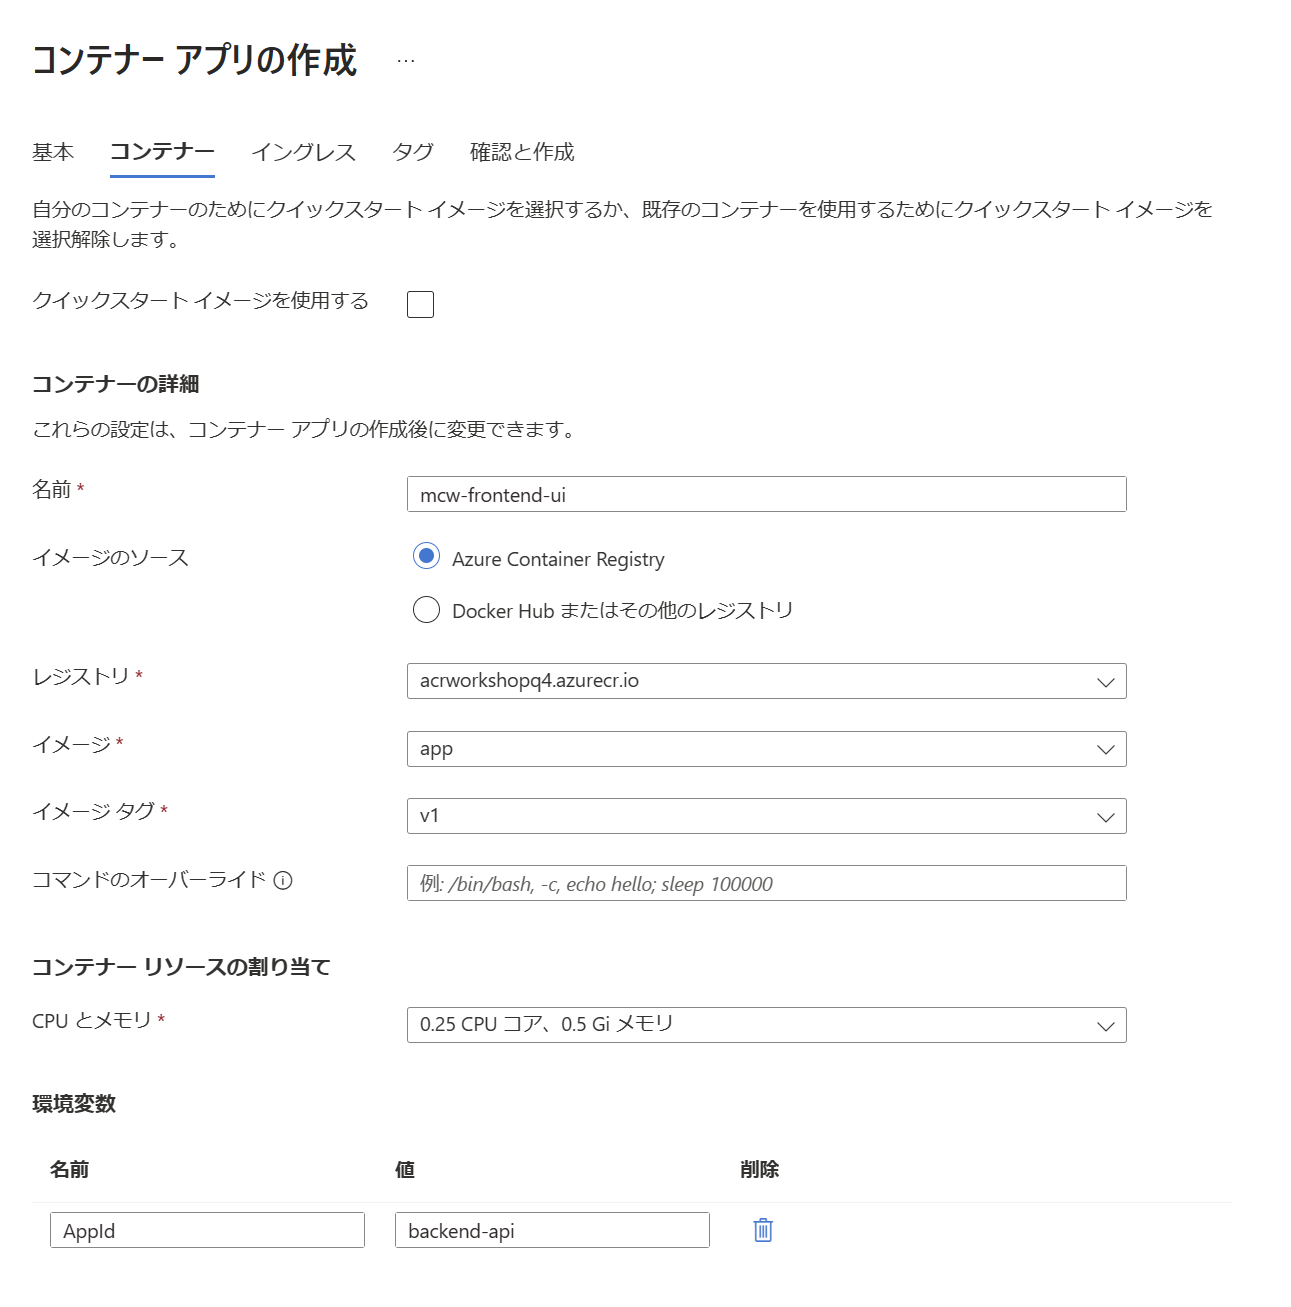 コンテナー アプリの作成 …
基本 コンテナー イングレス タグ 確認と作成
自分のコンテナーのためにクイックスタート イメージを選択するか、既存のコンテナーを使用するためにクイックスタート イメージを
選択解除します。
クイックスタート イメージを使用する
コンテナーの詳細
これらの設定は、コンテナー アプリの作成後に変更できます。
名前 * mcw-frontend-ui
イメージのソース Azure Container Registry
Docker Hub またはその他のレジストリ
レジストリ * acrworkshopq4.azurecr.io
イメージ * app
イメージ タグ * v1
コマンドのオーバーライド 例: /bin/bash, -c, echo hello; sleep 100000
コンテナー リソースの割り当て
CPU とメモリ * 0.25 CPU コア、0.5 Gi メモリ
環境変数
名前 値 削除
AppId backend-api